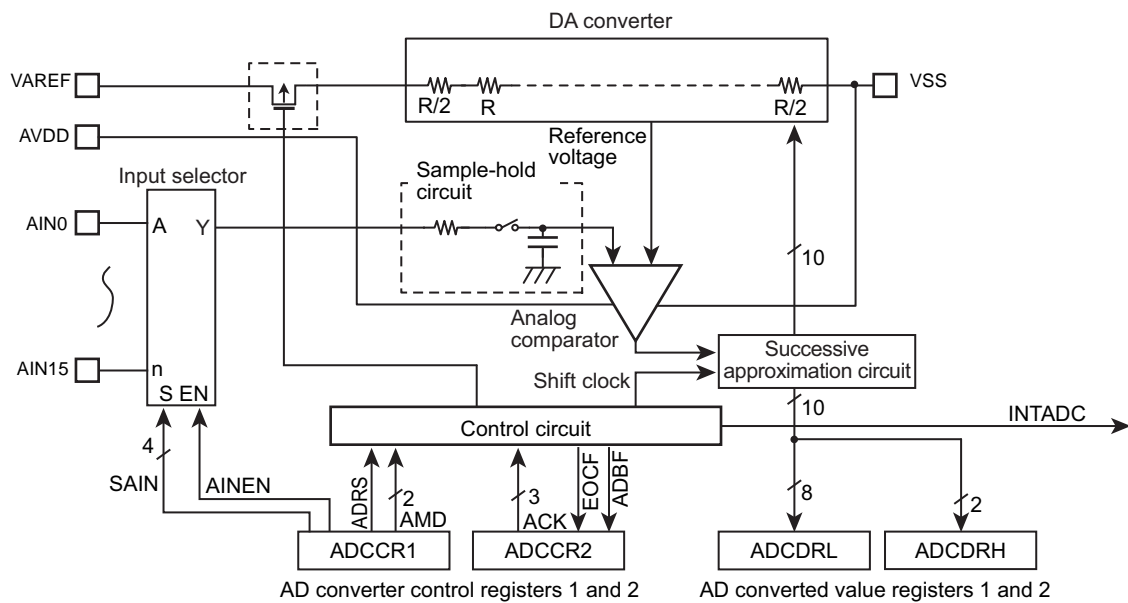 DA converter
VAREF
VSS
R/2
R
R/2
AVDD
Reference
voltage
Sample-hold
circuit
Input selector
AIN0
A
Y
10
Analog
comparator
Successive
approximation circuit
AIN15
n
Shift clock
S EN
10
INTADC
Control circuit
4
SAIN
AINEN
ADRS
2
AMD
3
ACK
EOCF
ADBF
8
2
ADCCR1
ADCCR2
ADCDRL
ADCDRH
AD converter control registers 1 and 2
AD converted value registers 1 and 2